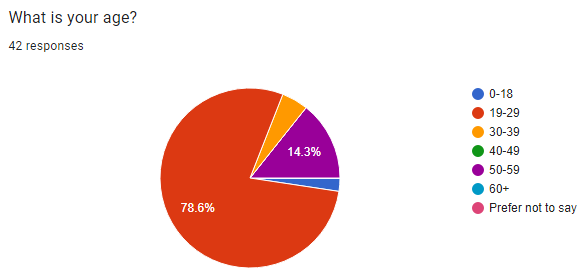 What is your age?
42 responses
0-18
19-29
30-39
40-49
50-59
60+
Prefer not to say
14.3%
78.6%